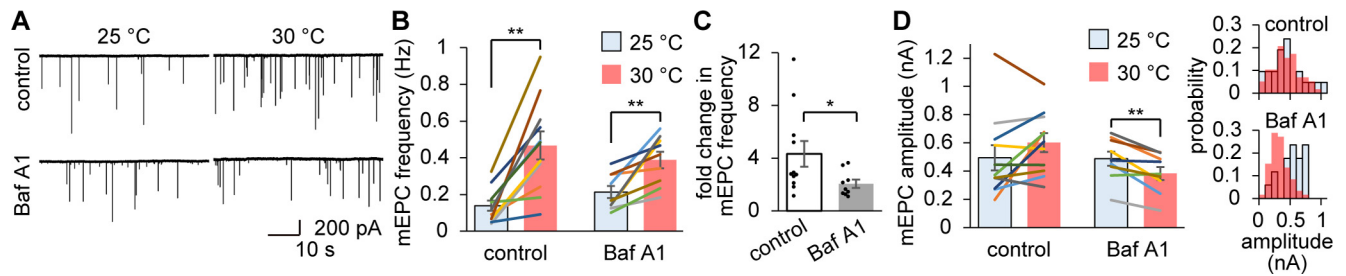 A
25 °C
30 °C
control
Baf A1
200 pA
10 s
B
mEPC frequency (Hz)
1
0.8
0.6
0.4
0.2
0
**
**
25 °C
30 °C
control
Baf A1
C
fold change in
mEPC frequency
12
8
4
0
*
control
Baf A1
D
mEPC amplitude (nA)
1.2
1
0.8
0.6
0.4
0.2
0
25 °C
30 °C
**
control
Baf A1
probability
control
0.3
0.2
0.1
0
Baf A1
0.3
0.2
0.1
0
0 0.5 1
amplitude
(nA)